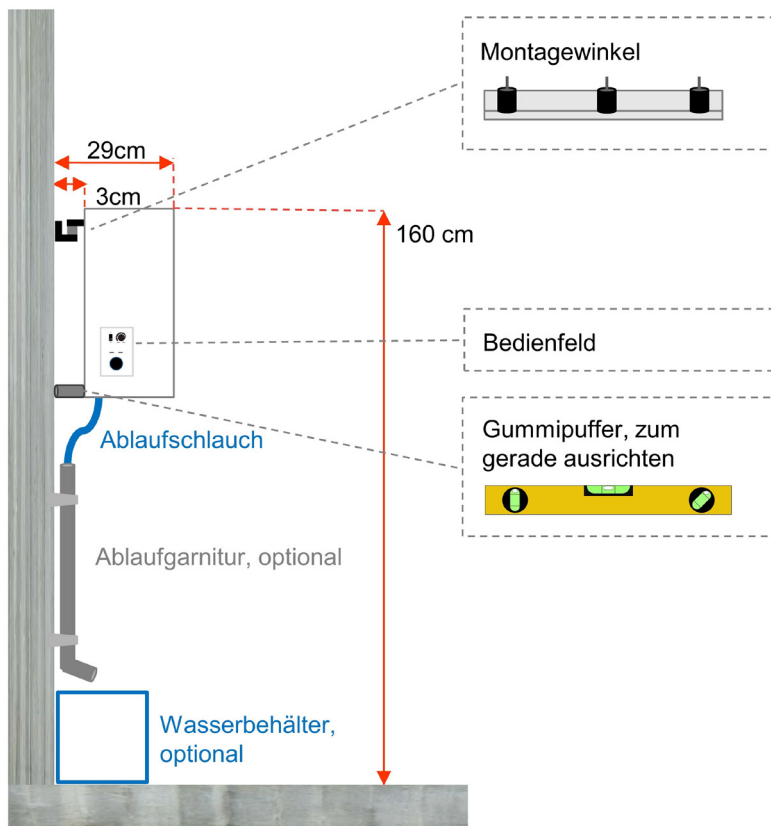 Montagewinkel
29cm
3cm
160 cm
Bedienfeld
Ablaufschlauch
Gummipuffer, zum
gerade ausrichten
Ablaufgarnitur, optional
Wasserbehälter,
optional